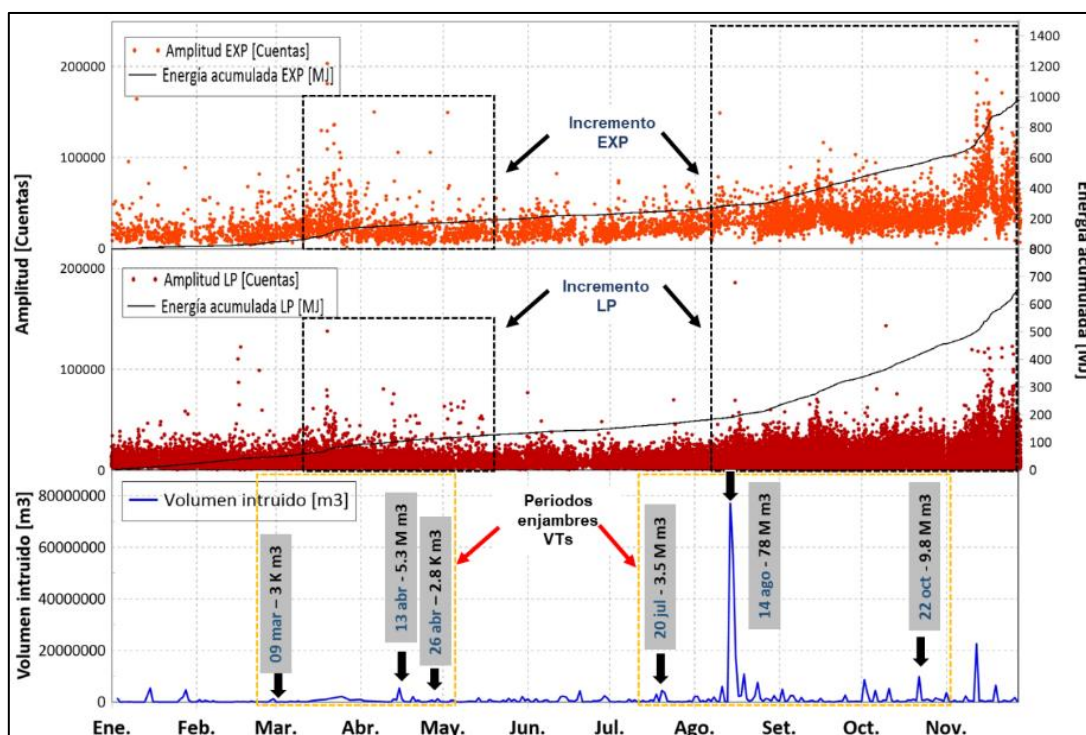 Amplitud EXP [Cuentas]
Energía acumulada EXP [MJ]
200000
100000
0
1400
1200
1000
800
600
400
200
0
Incremento
EXP
Amplitud [Cuentas]
Energía acumulada [MJ]
Amplitud LP [Cuentas]
Energía acumulada LP [MJ]
200000
100000
0
800
700
600
500
400
300
200
100
0
Incremento
LP
Volumen intruido [m3]
Volumen intruido [m3]
80000000
60000000
40000000
20000000
0
Periodos
enjambres
VTs
09 mar – 3 K m3
13 abr - 5.3 M m3
26 abr – 2.8 K m3
20 jul - 3.5 M m3
14 ago - 78 M m3
22 oct - 9.8 M m3
Ene. Feb. Mar. Abr. May. Jun. Jul. Ago. Set. Oct. Nov.